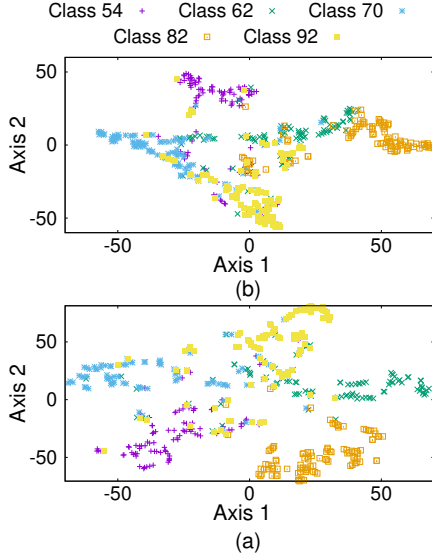 Class 54 Class 62 Class 70
Class 82 Class 92
50
0
-50
Axis 2
-50 0 50
Axis 1
(b)
50
0
-50
Axis 2
-50 0 50
Axis 1
(a)